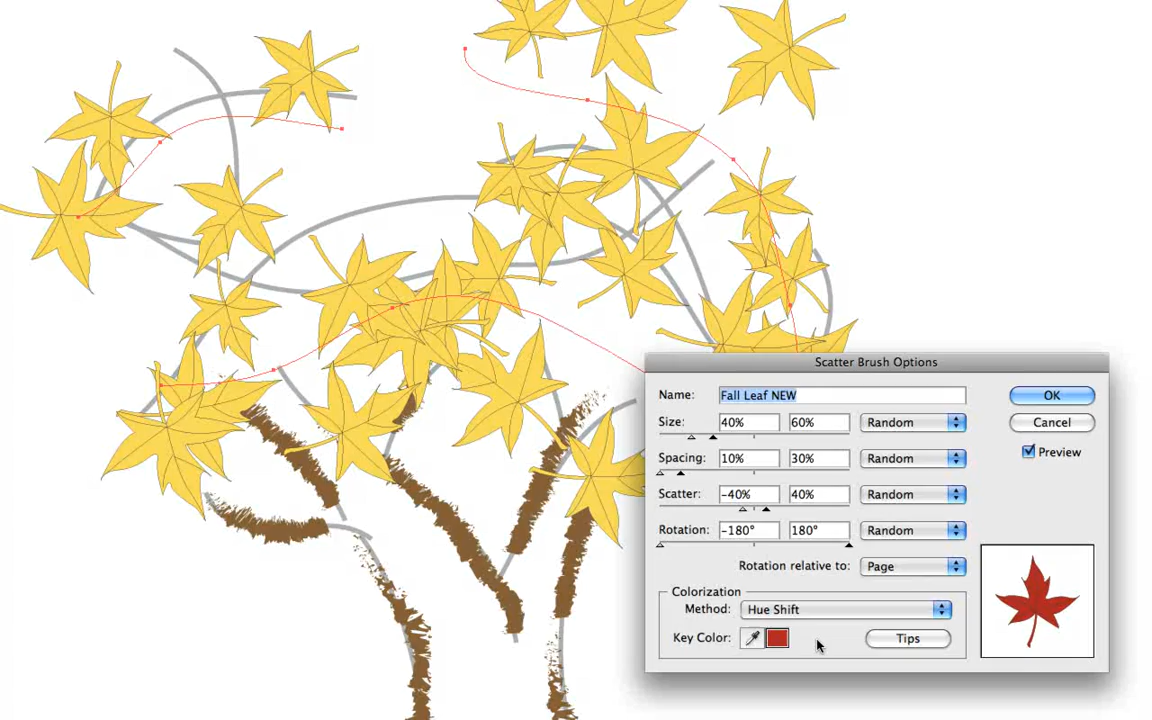 Scatter Brush Options
Name: Fall Leaf NEW OK
Size: 40% 60% Random Cancel
Preview
Spacing: 10% 30% Random
Scatter: -40% 40% Random
Rotation: -180° 180° Random
Rotation relative to: Page
Colorization
Method: Hue Shift
Key Color: Tips